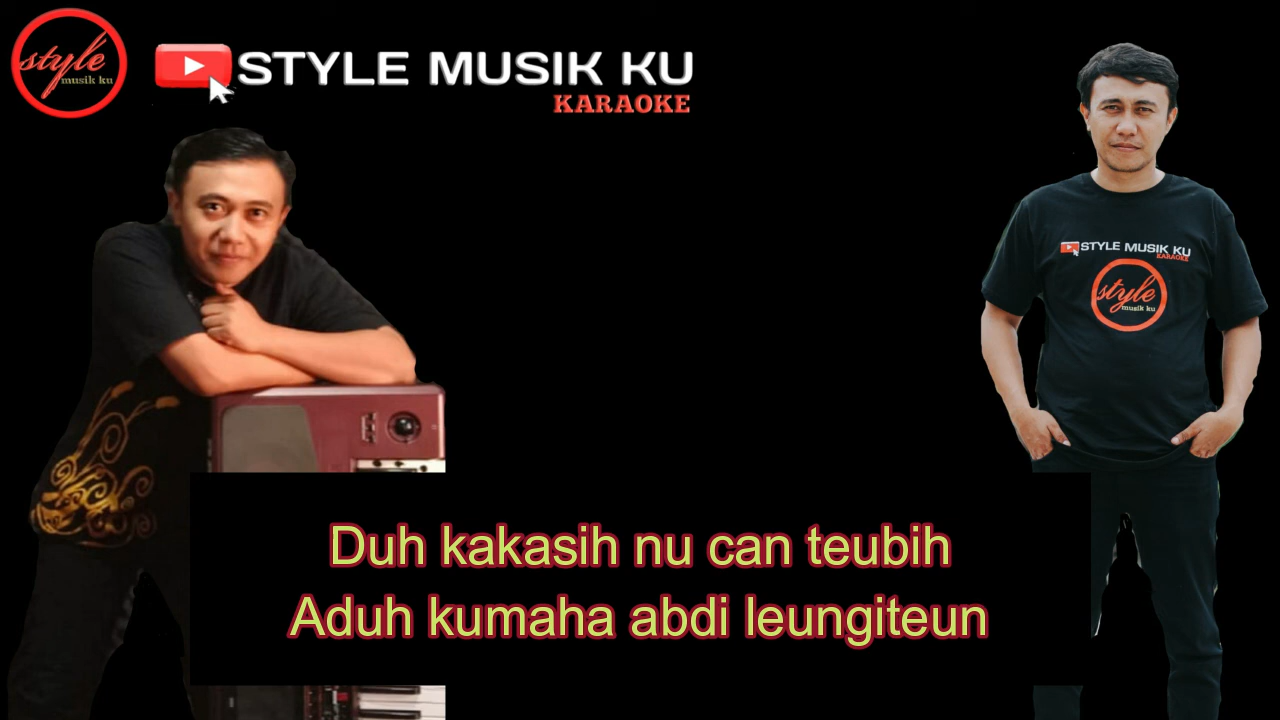 style
musik ku
STYLE MUSIK KU
KARAOKE
STYLE MUSIK KU
KARAOKE
style
musik ku
Duh kakasih nu can teubih
Aduh kumaha abdi leungiteun